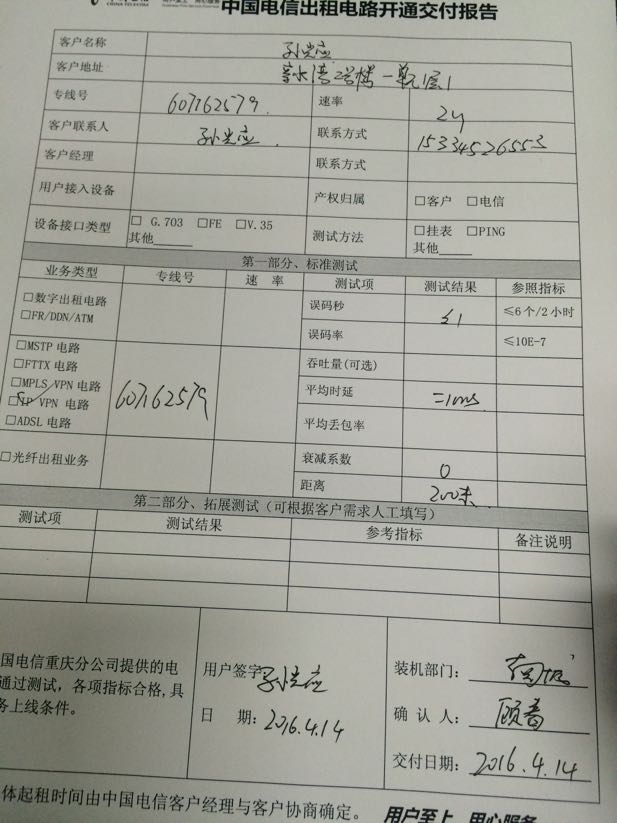 中国电信 CHINA TELECOM 用户至上 用心服务 中国电信出租电路开通交付报告
客户名称 孙光应
客户地址 亲水湾2号楼一单元1层1
专线号 607162579 速率 2M
客户联系人 孙光应 联系方式 15334526553
客户经理 联系方式
用户接入设备 产权归属 □客户 □电信
设备接口类型 □ G.703 □FE □V.35 其他 测试方法 □挂表 □PING 其他
第一部分、标准测试
业务类型 专线号 速 率 测试项 测试结果 参照指标
□数字出租电路 误码秒 ≤1 ≤6个/2小时
□FR/DDN/ATM 误码率 ≤10E-7
□MSTP 电路 吞吐量(可选)
□FTTX 电路
□MPLS/VPN 电路 607162579 平均时延 =1ms
VPN 电路
□ADSL 电路 平均丢包率
□光纤出租业务 衰减系数 0
距离 200米
第二部分、拓展测试（可根据客户需求人工填写）
测试项 测试结果 参考指标 备注说明
国电信重庆分公司提供的电
通过测试，各项指标合格,具
务上线条件。
用户签字 孙光应
日 期: 2016.4.14
装机部门:
确 认 人:
交付日期: 2016.4.14
体起租时间由中国电信客户经理与客户协商确定。 用户至上 用心服务